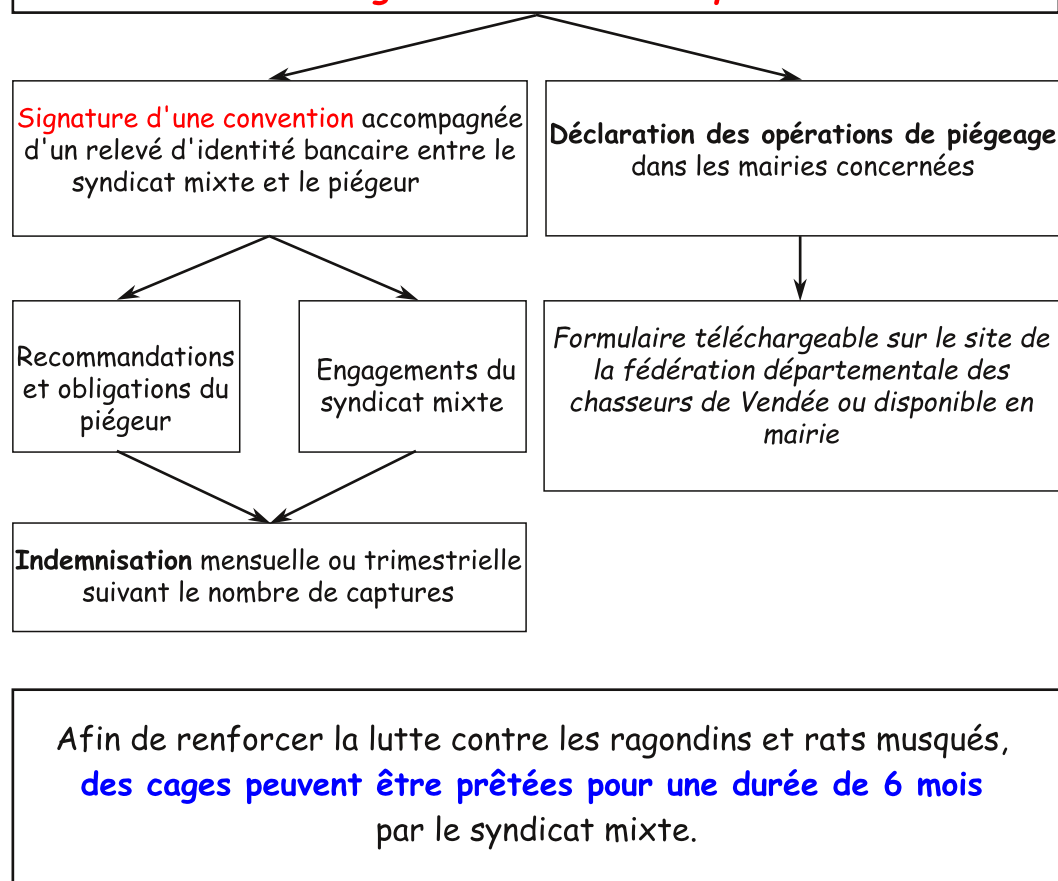 Signature d'une convention accompagnée
d'un relevé d'identité bancaire entre le
syndicat mixte et le piégeur
Déclaration des opérations de piégeage
dans les mairies concernées
Recommandations
et obligations du
piégeur
Engagements du
syndicat mixte
Formulaire téléchargeable sur le site de
la fédération départementale des
chasseurs de Vendée ou disponible en
mairie
Indemnisation mensuelle ou trimestrielle
suivant le nombre de captures
Afin de renforcer la lutte contre les ragondins et rats musqués,
des cages peuvent être prêtées pour une durée de 6 mois
par le syndicat mixte.